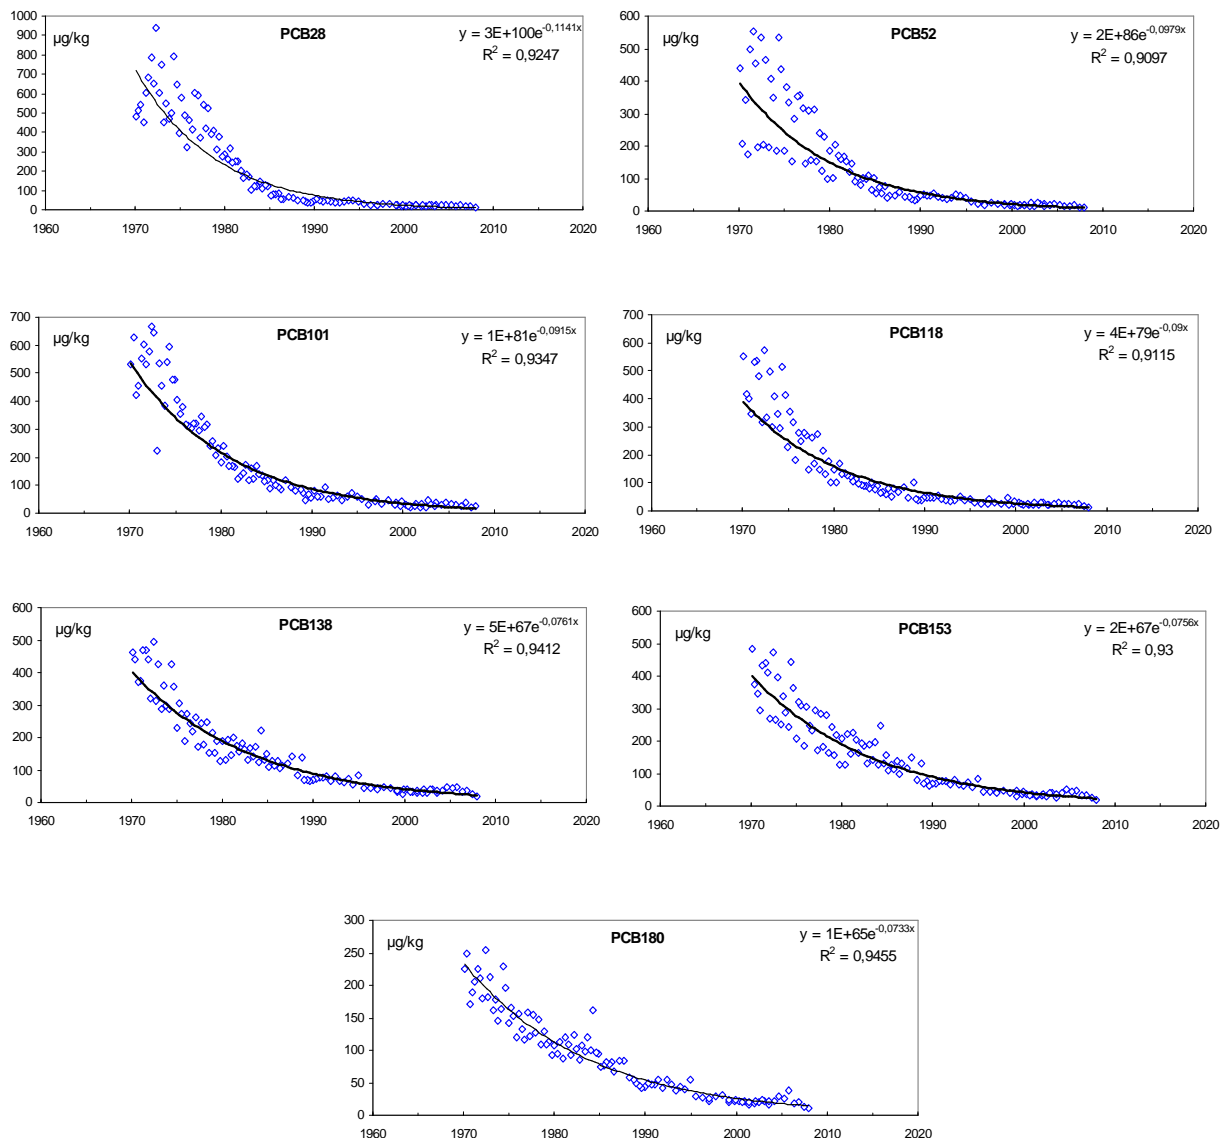 µg/kg
PCB28
y = 3E+100e-0,1141x
R2 = 0,9247
1000
900
800
700
600
500
400
300
200
100
0
1960 1970 1980 1990 2000 2010 2020
µg/kg
PCB52
y = 2E+86e-0,0979x
R2 = 0,9097
600
500
400
300
200
100
0
1960 1970 1980 1990 2000 2010 2020
µg/kg
PCB101
y = 1E+81e-0,0915x
R2 = 0,9347
700
600
500
400
300
200
100
0
1960 1970 1980 1990 2000 2010 2020
µg/kg
PCB118
y = 4E+79e-0,09x
R2 = 0,9115
700
600
500
400
300
200
100
0
1960 1970 1980 1990 2000 2010 2020
µg/kg
PCB138
y = 5E+67e-0,0761x
R2 = 0,9412
600
500
400
300
200
100
0
1960 1970 1980 1990 2000 2010 2020
µg/kg
PCB153
y = 2E+67e-0,0756x
R2 = 0,93
600
500
400
300
200
100
0
1960 1970 1980 1990 2000 2010 2020
µg/kg
PCB180
y = 1E+65e-0,0733x
R2 = 0,9455
300
250
200
150
100
50
0
1960 1970 1980 1990 2000 2010 2020